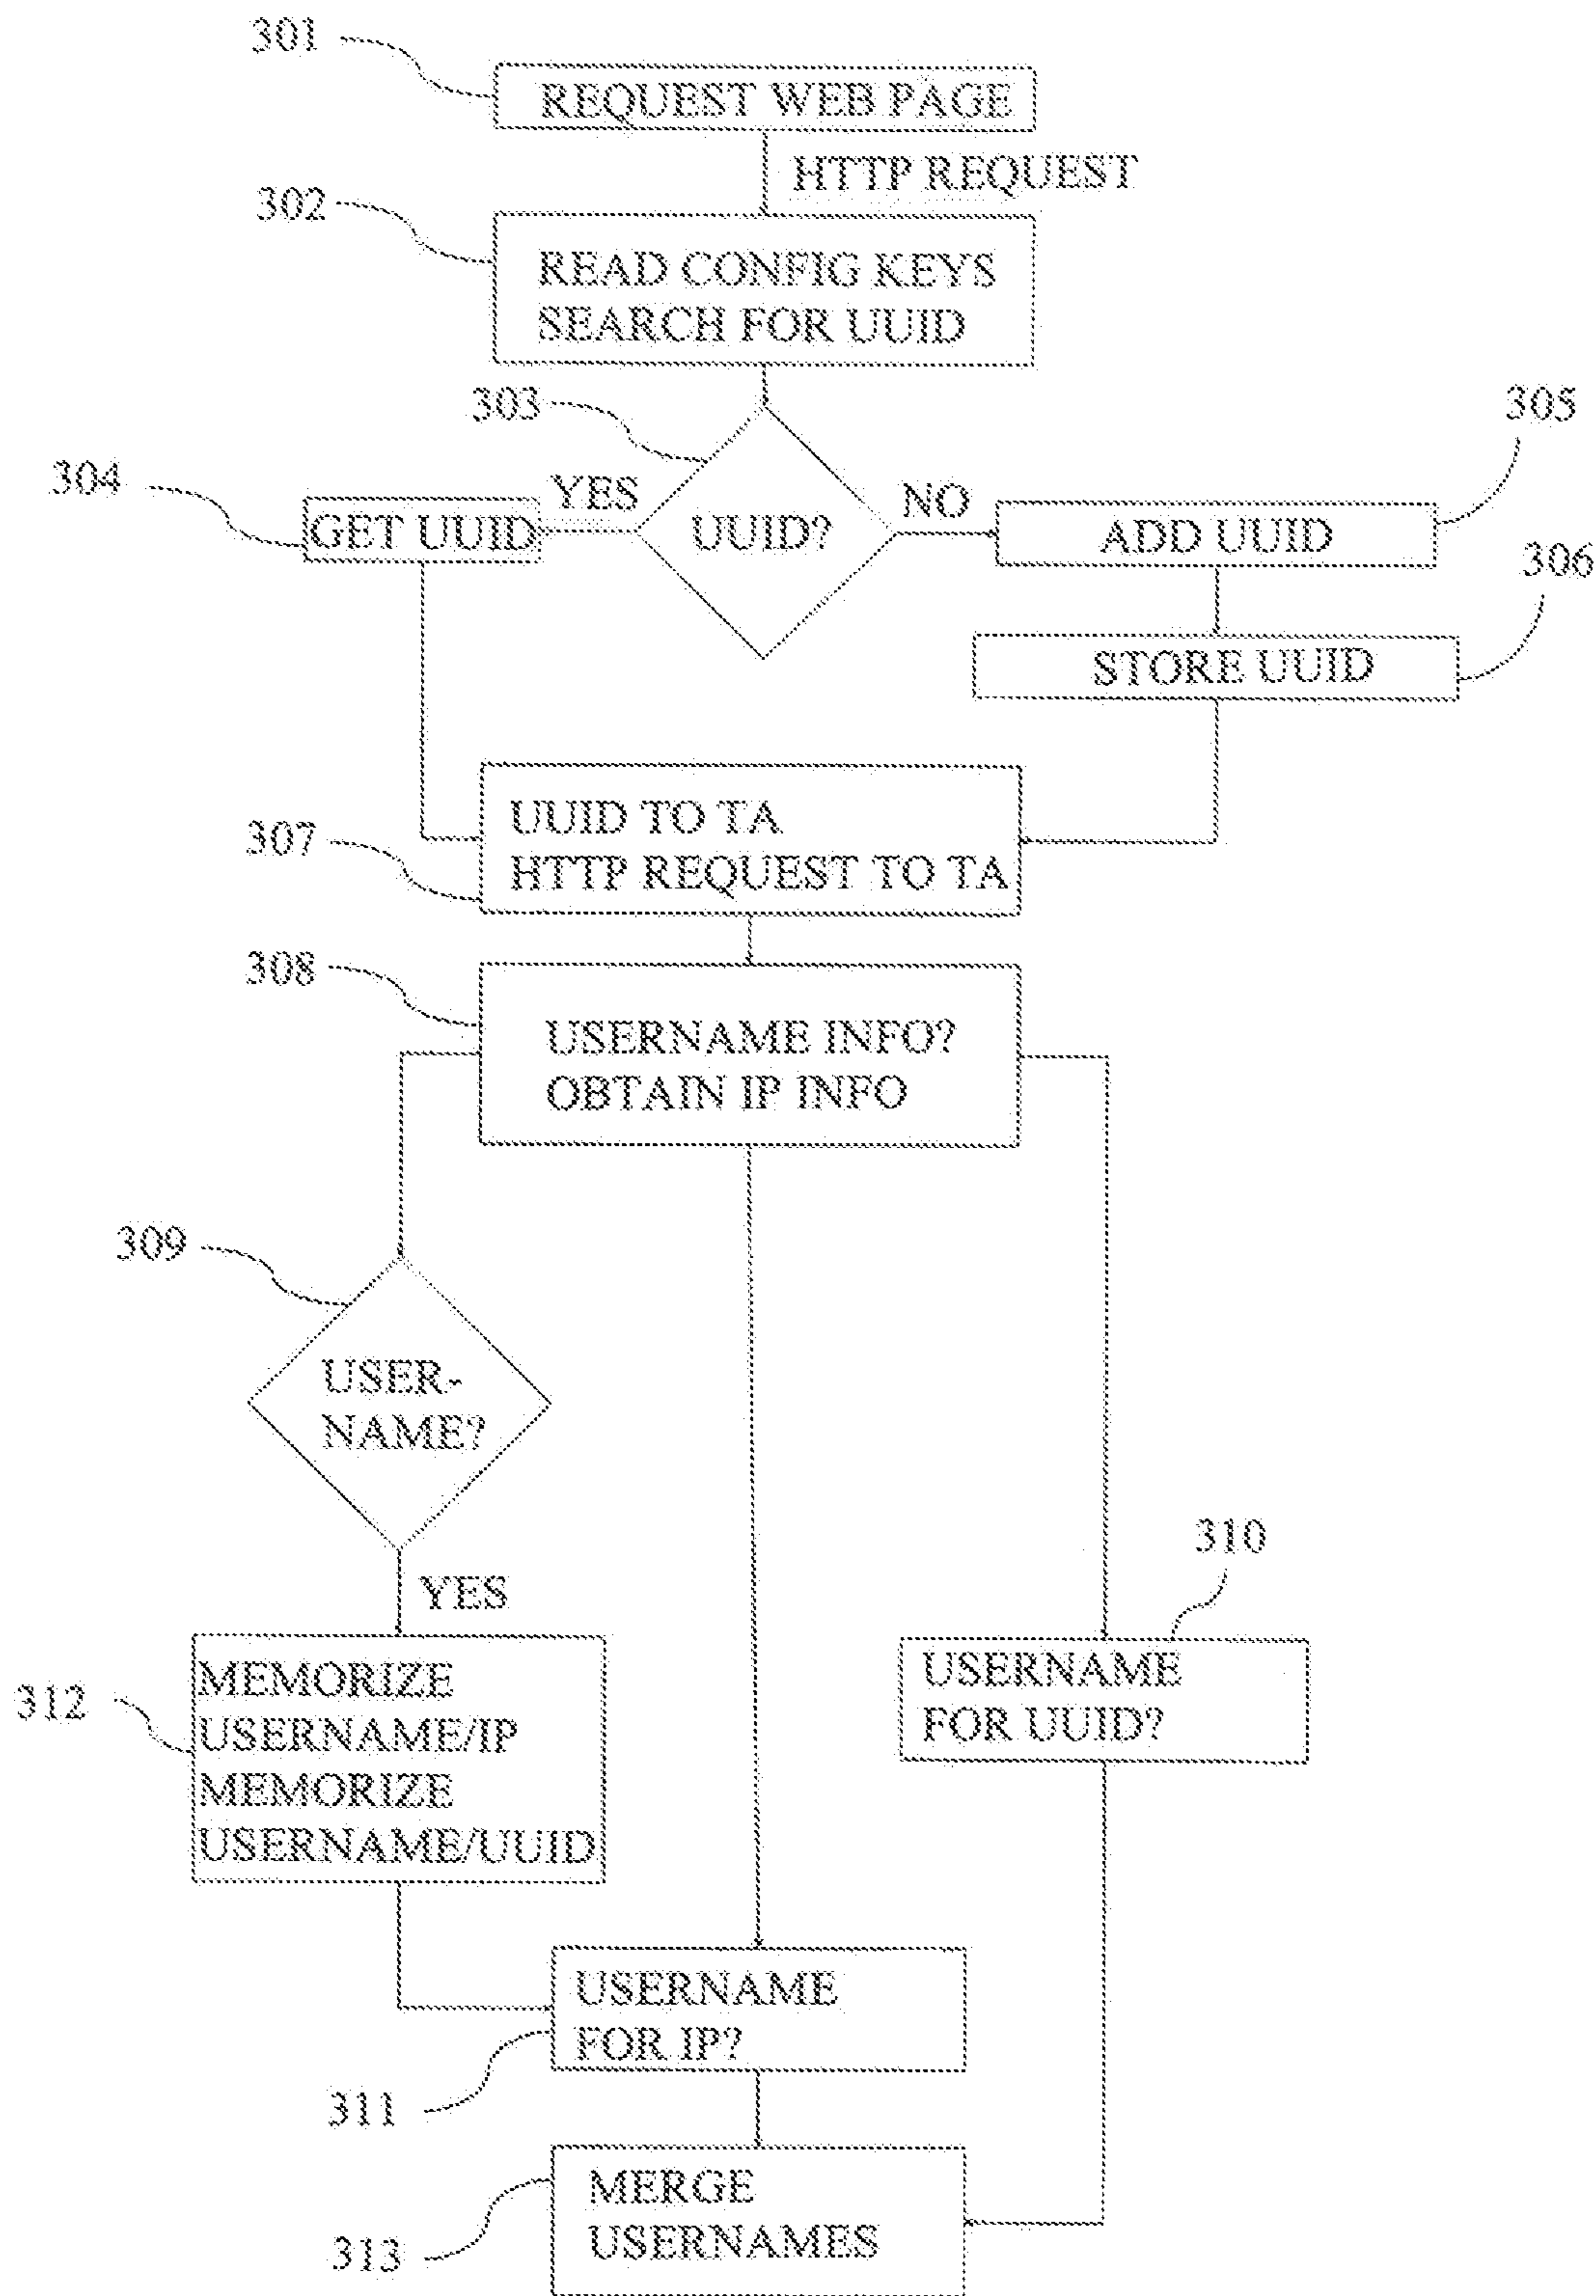 301
REQUEST WEB PAGE
HTTP REQUEST
302
READ CONFIG KEYS
SEARCH FOR UUID
303
305
304
YES
NO
GET UUID
UUID?
ADD UUID
306
STORE UUID
307
UUID TO TA
HTTP REQUEST TO TA
308
USERNAME INFO?
OBTAIN IP INFO
309
USER-
NAME?
310
YES
312
MEMORIZE
USERNAME/IP
MEMORIZE
USERNAME/UUID
USERNAME
FOR UUID?
USERNAME
FOR IP?
311
MERGE
USERNAMES
313